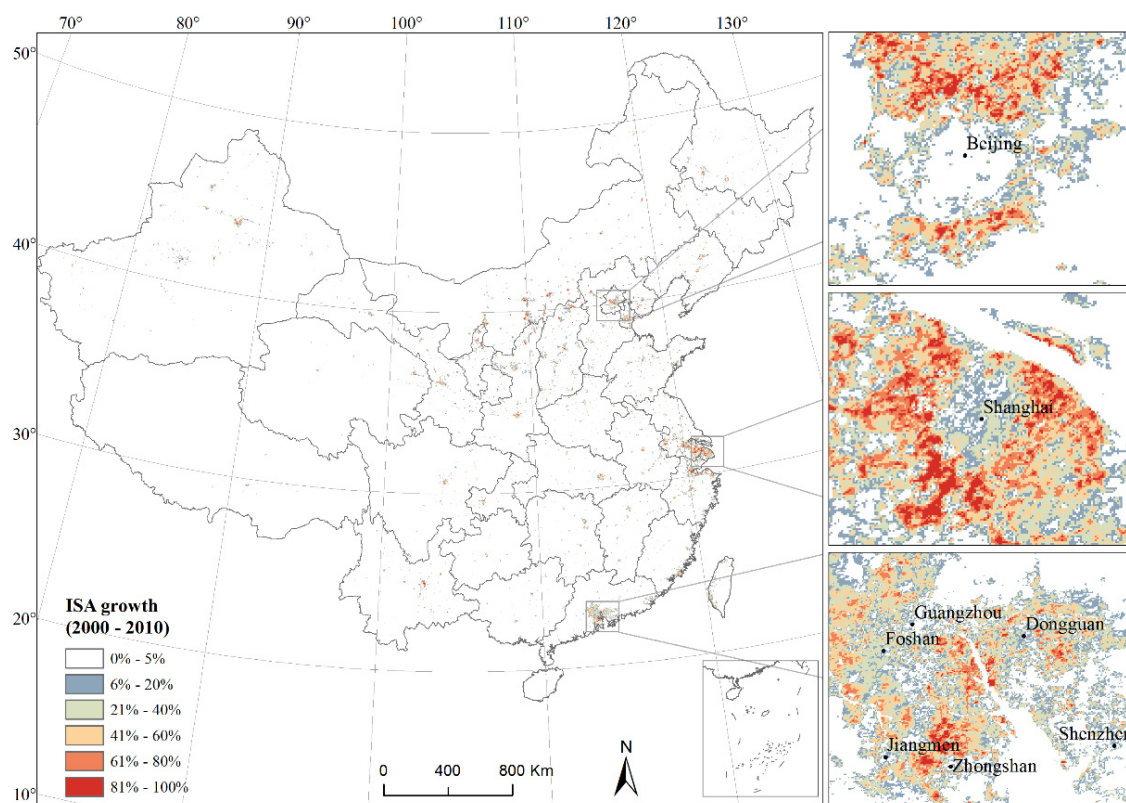 70°
80°
90°
100°
110°
120°
130°
50°
40°
30°
20°
10°
Beijing
Shanghai
Guangzhou
Foshan
Dongguan
Jiangmen
Zhongshan
Shenzhen
ISA growth
(2000 - 2010)
0% - 5%
6% - 20%
21% - 40%
41% - 60%
61% - 80%
81% - 100%
0 400 800 Km
N